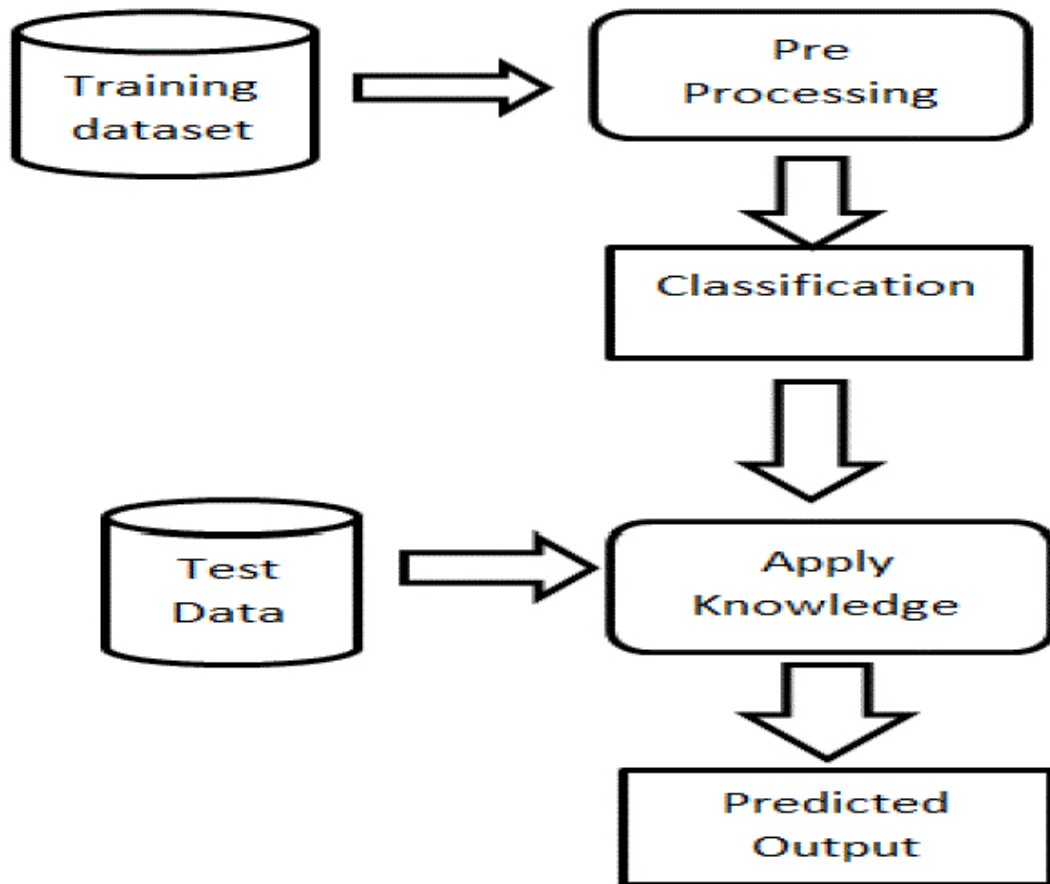 Training
dataset
Pre
Processing
Classification
Test
Data
Apply
Knowledge
Predicted
Output